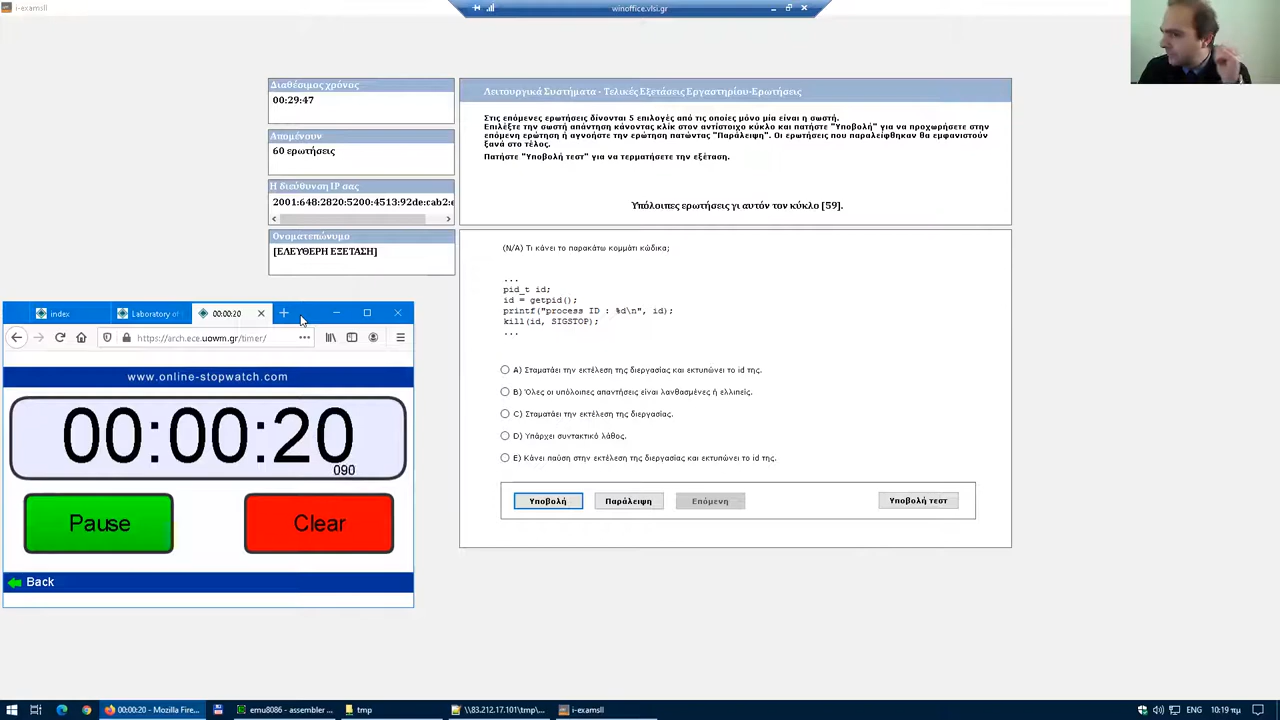 i-examsll
winoffice.vlsi.gr
Διαθέσιμος χρόνος
00:29:47
Απομένουν
60 ερωτήσεις
Η διεύθυνση IP σας
2001:648:2820:5200:4513:92de:cab2:e
Ονοματεπώνυμο
[ΕΛΕΥΘΕΡΗ ΕΞΕΤΑΣΗ]
Λειτουργικά Συστήματα - Τελικές Εξετάσεις Εργαστηρίου-Ερωτήσεις
Στις επόμενες ερωτήσεις δίνονται 5 επιλογές από τις οποίες μόνο μία είναι η σωστή.
Επιλέξτε την σωστή απάντηση κάνοντας κλίκ στον αντίστοιχο κύκλο και πατήστε "Υποβολή" για να προχωρήσετε στην
επόμενη ερώτηση ή αγνοήστε την ερώτηση πατώντας "Παράλειψη". Οι ερωτήσεις που παραλείφθηκαν θα εμφανιστούν
ξανά στο τέλος.
Πατήστε "Υποβολή τεστ" για να τερματήσετε την εξέταση.
Υπόλοιπες ερωτήσεις γι αυτόν τον κύκλο [59].
(N/A) Τι κάνει το παρακάτω κομμάτι κώδικα;
...
pid_t id;
id = getpid();
printf("process ID : %d\n", id);
kill(id, SIGSTOP);
...
A) Σταματάει την εκτέλεση της διεργασίας και εκτυπώνει το id της.
B) Όλες οι υπόλοιπες απαντήσεις είναι λανθασμένες ή ελλιπείς.
C) Σταματάει την εκτέλεση της διεργασίας.
D) Υπάρχει συντακτικό λάθος.
E) Κάνει παύση στην εκτέλεση της διεργασίας και εκτυπώνει το id της.
Υποβολή
Παράλειψη
Επόμενη
Υποβολή τεστ
index
Laboratory of
00:00:20
https://arch.ece.uowm.gr/timer/
www.online-stopwatch.com
00:00:20
090
Pause
Clear
Back
00:00:20 - Mozilla Fire...
emu8086 - assembler ...
tmp
\\83.212.17.101\tmp\...
i-examsll
ENG
10:19 πμ